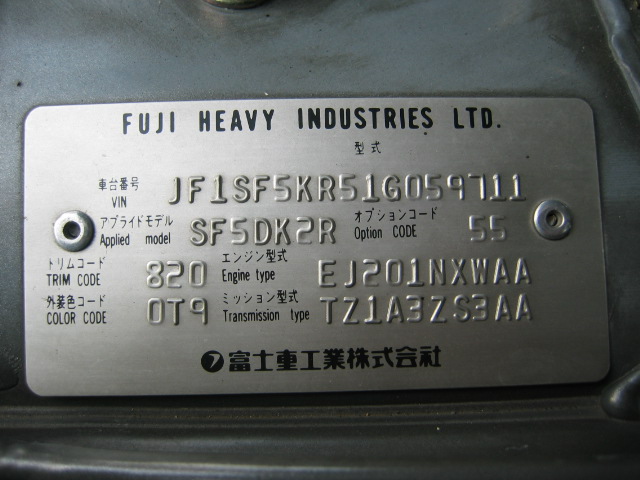 FUJI HEAVY INDUSTRIES LTD.
型式
車台番号 VIN JF1SF5KR51G059711
アプライドモデル Applied model SF5DK2R オプションコード Option CODE 55
トリムコード TRIM CODE 820 エンジン型式 Engine type EJ201NXWAA
外装色コード COLOR CODE 0T9 ミッション型式 Transmission type TZ1A3ZS3AA
富士重工業株式会社